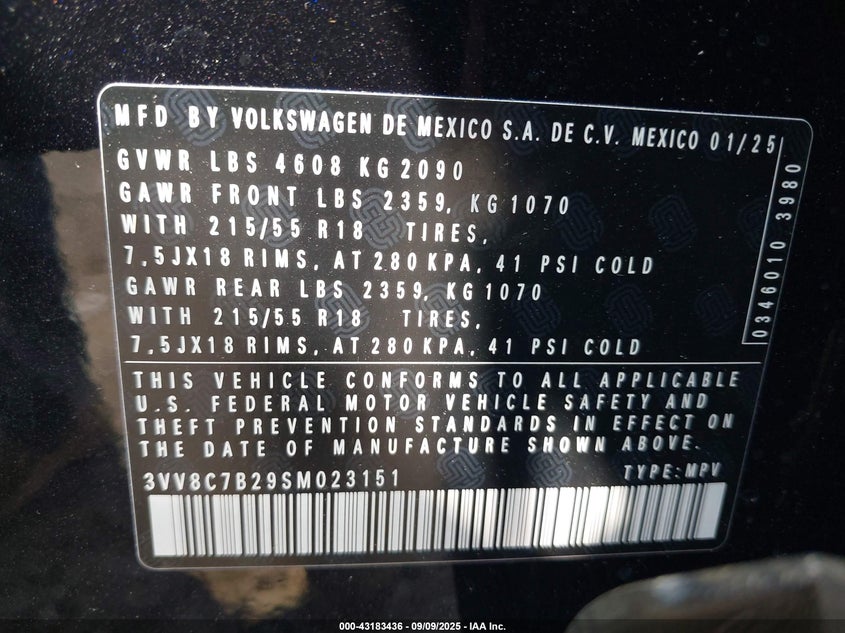 MFD BY VOLKSWAGEN DE MEXICO S.A. DE C.V. MEXICO 01/25
GVWR LBS 4608 KG 2090
GAWR FRONT LBS 2359, KG 1070
WITH 215/55 R18 TIRES,
7,5JX18 RIMS, AT 280 KPA, 41 PSI COLD
GAWR REAR LBS 2359, KG 1070
WITH 215/55 R18 TIRES,
7,5JX18 RIMS, AT 280 KPA, 41 PSI COLD
0346010 3980
THIS VEHICLE CONFORMS TO ALL APPLICABLE
U.S. FEDERAL MOTOR VEHICLE SAFETY AND
THEFT PREVENTION STANDARDS IN EFFECT ON
THE DATE OF MANUFACTURE SHOWN ABOVE.
3VV8C7B29SM023151 TYPE: MPV
000-43183436 - 09/09/2025 - IAA Inc.